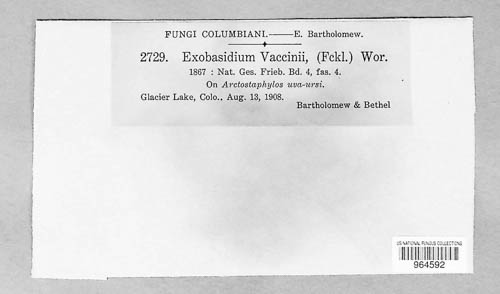 FUNGI COLUMBIANI.——E. Bartholomew.
2729. Exobasidium Vaccinii, (Fckl.) Wor.
1867 : Nat. Ges. Frieb. Bd. 4, fas. 4.
On Arctostaphylos uva-ursi.
Glacier Lake, Colo., Aug. 13, 1908.
Bartholomew & Bethel
US NATIONAL FUNGUS COLLECTIONS
964592